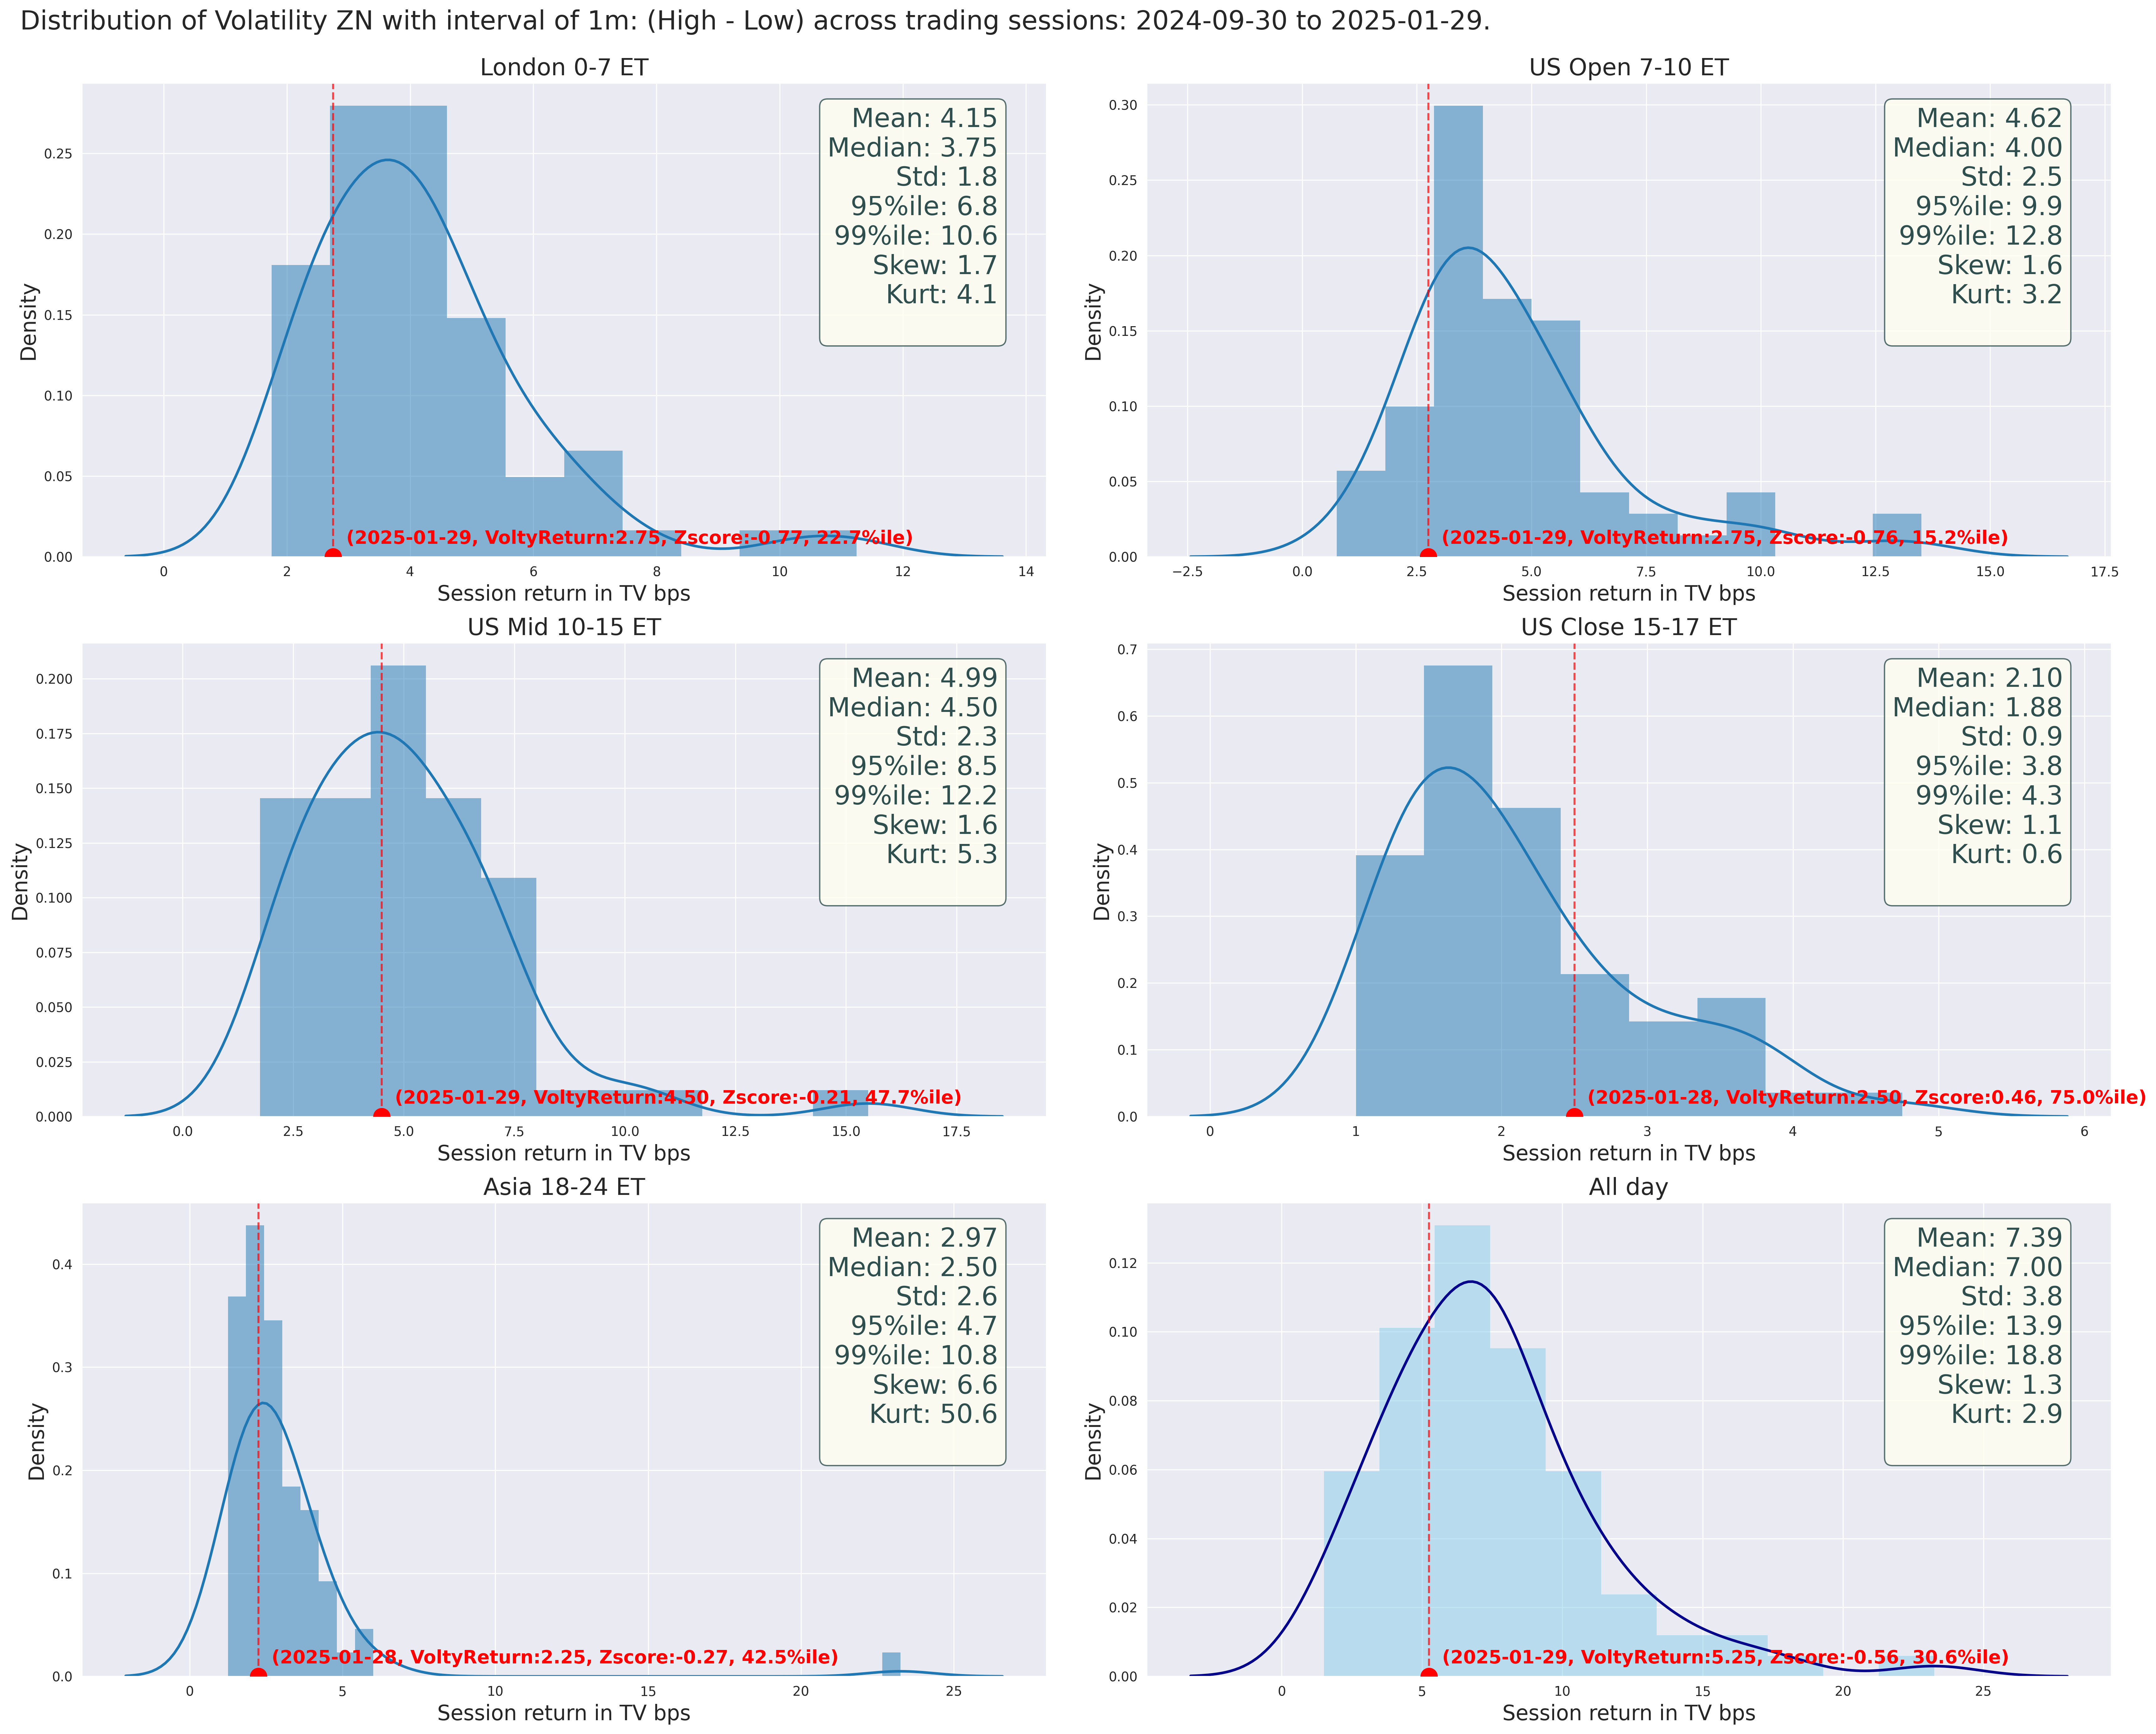 Distribution of Volatility ZN with interval of 1m: (High - Low) across trading sessions: 2024-09-30 to 2025-01-29.
London 0-7 ET
Density
0.25
0.20
0.15
0.10
0.05
0.00
Mean: 4.15
Median: 3.75
Std: 1.8
95%ile: 6.8
99%ile: 10.6
Skew: 1.7
Kurt: 4.1
(2025-01-29, VoltyReturn:2.75, Zscore:-0.77, 22.7%ile)
0 2 4 6 8 10 12 14
Session return in TV bps
US Open 7-10 ET
Density
0.30
0.25
0.20
0.15
0.10
0.05
0.00
Mean: 4.62
Median: 4.00
Std: 2.5
95%ile: 9.9
99%ile: 12.8
Skew: 1.6
Kurt: 3.2
(2025-01-29, VoltyReturn:2.75, Zscore:-0.76, 15.2%ile)
−2.5 0.0 2.5 5.0 7.5 10.0 12.5 15.0 17.5
Session return in TV bps
US Mid 10-15 ET
Density
0.200
0.175
0.150
0.125
0.100
0.075
0.050
0.025
0.000
Mean: 4.99
Median: 4.50
Std: 2.3
95%ile: 8.5
99%ile: 12.2
Skew: 1.6
Kurt: 5.3
(2025-01-29, VoltyReturn:4.50, Zscore:-0.21, 47.7%ile)
0.0 2.5 5.0 7.5 10.0 12.5 15.0 17.5
Session return in TV bps
US Close 15-17 ET
Density
0.7
0.6
0.5
0.4
0.3
0.2
0.1
0.0
Mean: 2.10
Median: 1.88
Std: 0.9
95%ile: 3.8
99%ile: 4.3
Skew: 1.1
Kurt: 0.6
(2025-01-28, VoltyReturn:2.50, Zscore:0.46, 75.0%ile)
0 1 2 3 4 5 6
Session return in TV bps
Asia 18-24 ET
Density
0.4
0.3
0.2
0.1
0.0
Mean: 2.97
Median: 2.50
Std: 2.6
95%ile: 4.7
99%ile: 10.8
Skew: 6.6
Kurt: 50.6
(2025-01-28, VoltyReturn:2.25, Zscore:-0.27, 42.5%ile)
0 5 10 15 20 25
Session return in TV bps
All day
Density
0.12
0.10
0.08
0.06
0.04
0.02
0.00
Mean: 7.39
Median: 7.00
Std: 3.8
95%ile: 13.9
99%ile: 18.8
Skew: 1.3
Kurt: 2.9
(2025-01-29, VoltyReturn:5.25, Zscore:-0.56, 30.6%ile)
0 5 10 15 20 25
Session return in TV bps